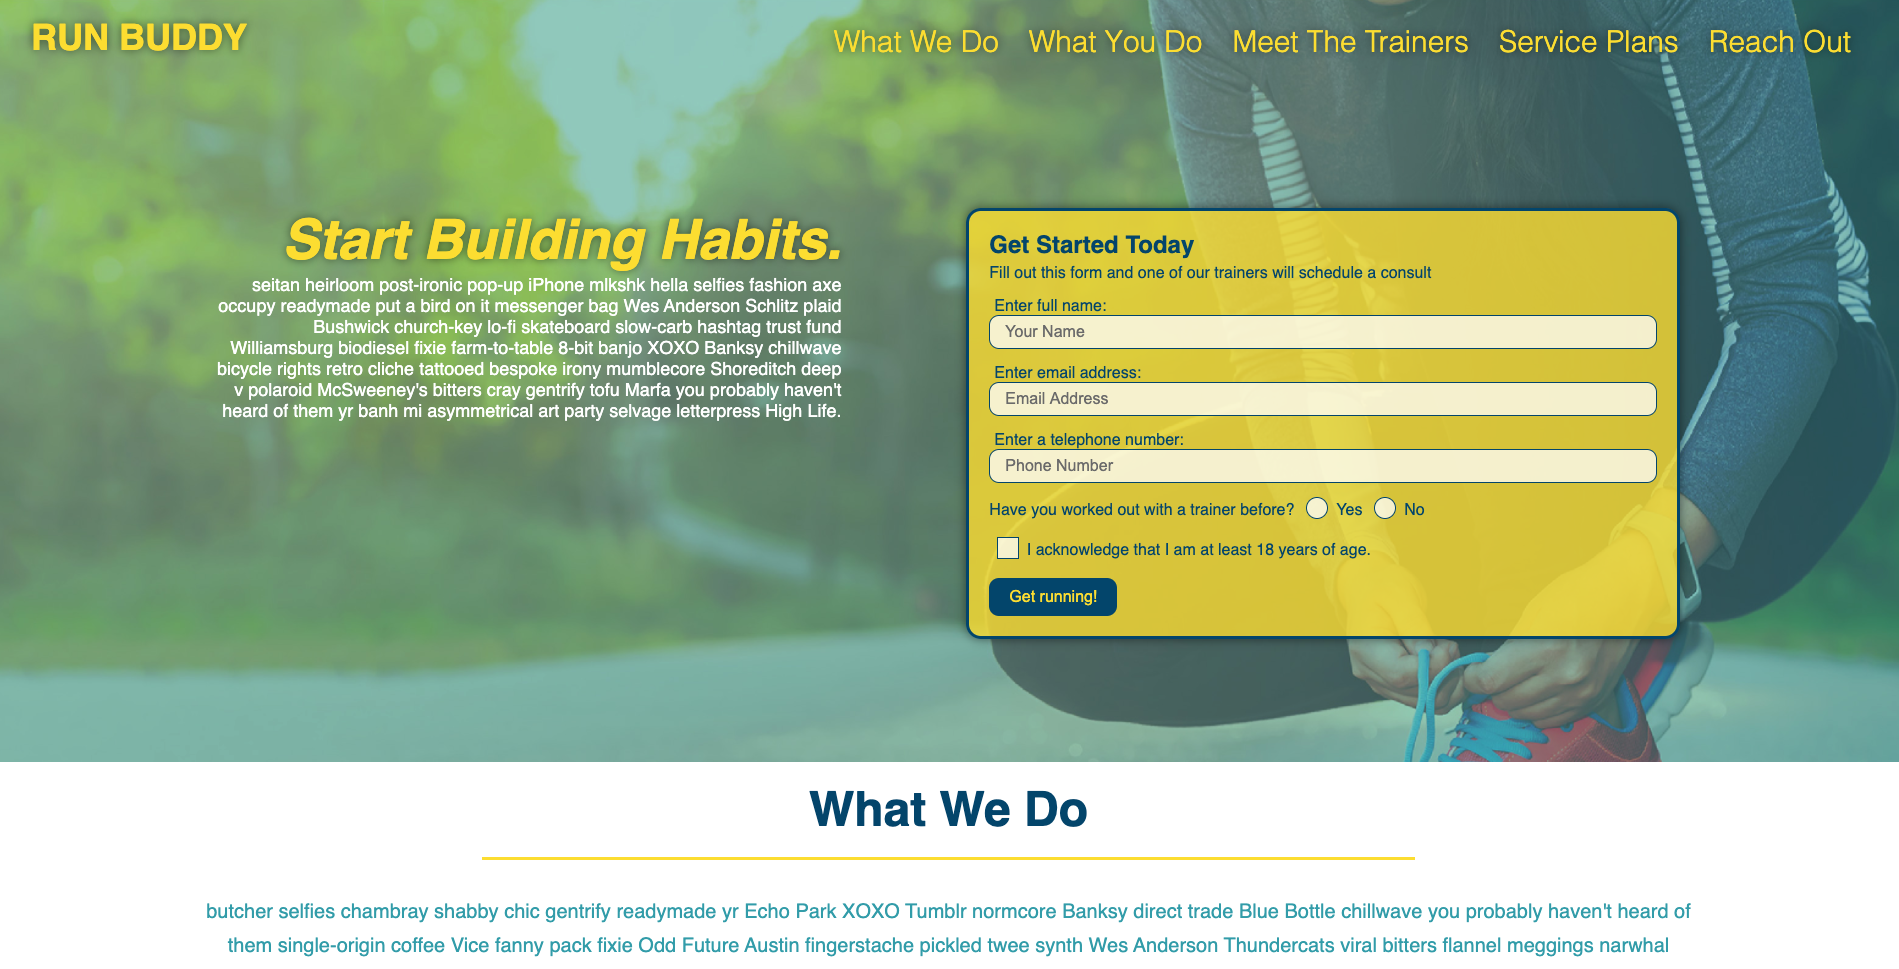 RUN BUDDY
What We Do What You Do Meet The Trainers Service Plans Reach Out
Start Building Habits.
seitan heirloom post-ironic pop-up iPhone mlkshk hella selfies fashion axe
occupy readymade put a bird on it messenger bag Wes Anderson Schlitz plaid
Bushwick church-key lo-fi skateboard slow-carb hashtag trust fund
Williamsburg biodiesel fixie farm-to-table 8-bit banjo XOXO Banksy chillwave
bicycle rights retro cliche tattooed bespoke irony mumblecore Shoreditch deep
v polaroid McSweeney's bitters cray gentrify tofu Marfa you probably haven't
heard of them yr banh mi asymmetrical art party selvage letterpress High Life.
Get Started Today
Fill out this form and one of our trainers will schedule a consult
Enter full name:
Your Name
Enter email address:
Email Address
Enter a telephone number:
Phone Number
Have you worked out with a trainer before? Yes No
I acknowledge that I am at least 18 years of age.
Get running!
What We Do
butcher selfies chambray shabby chic gentrify readymade yr Echo Park XOXO Tumblr normcore Banksy direct trade Blue Bottle chillwave you probably haven't heard of
them single-origin coffee Vice fanny pack fixie Odd Future Austin fingerstache pickled twee synth Wes Anderson Thundercats viral bitters flannel meggings narwhal